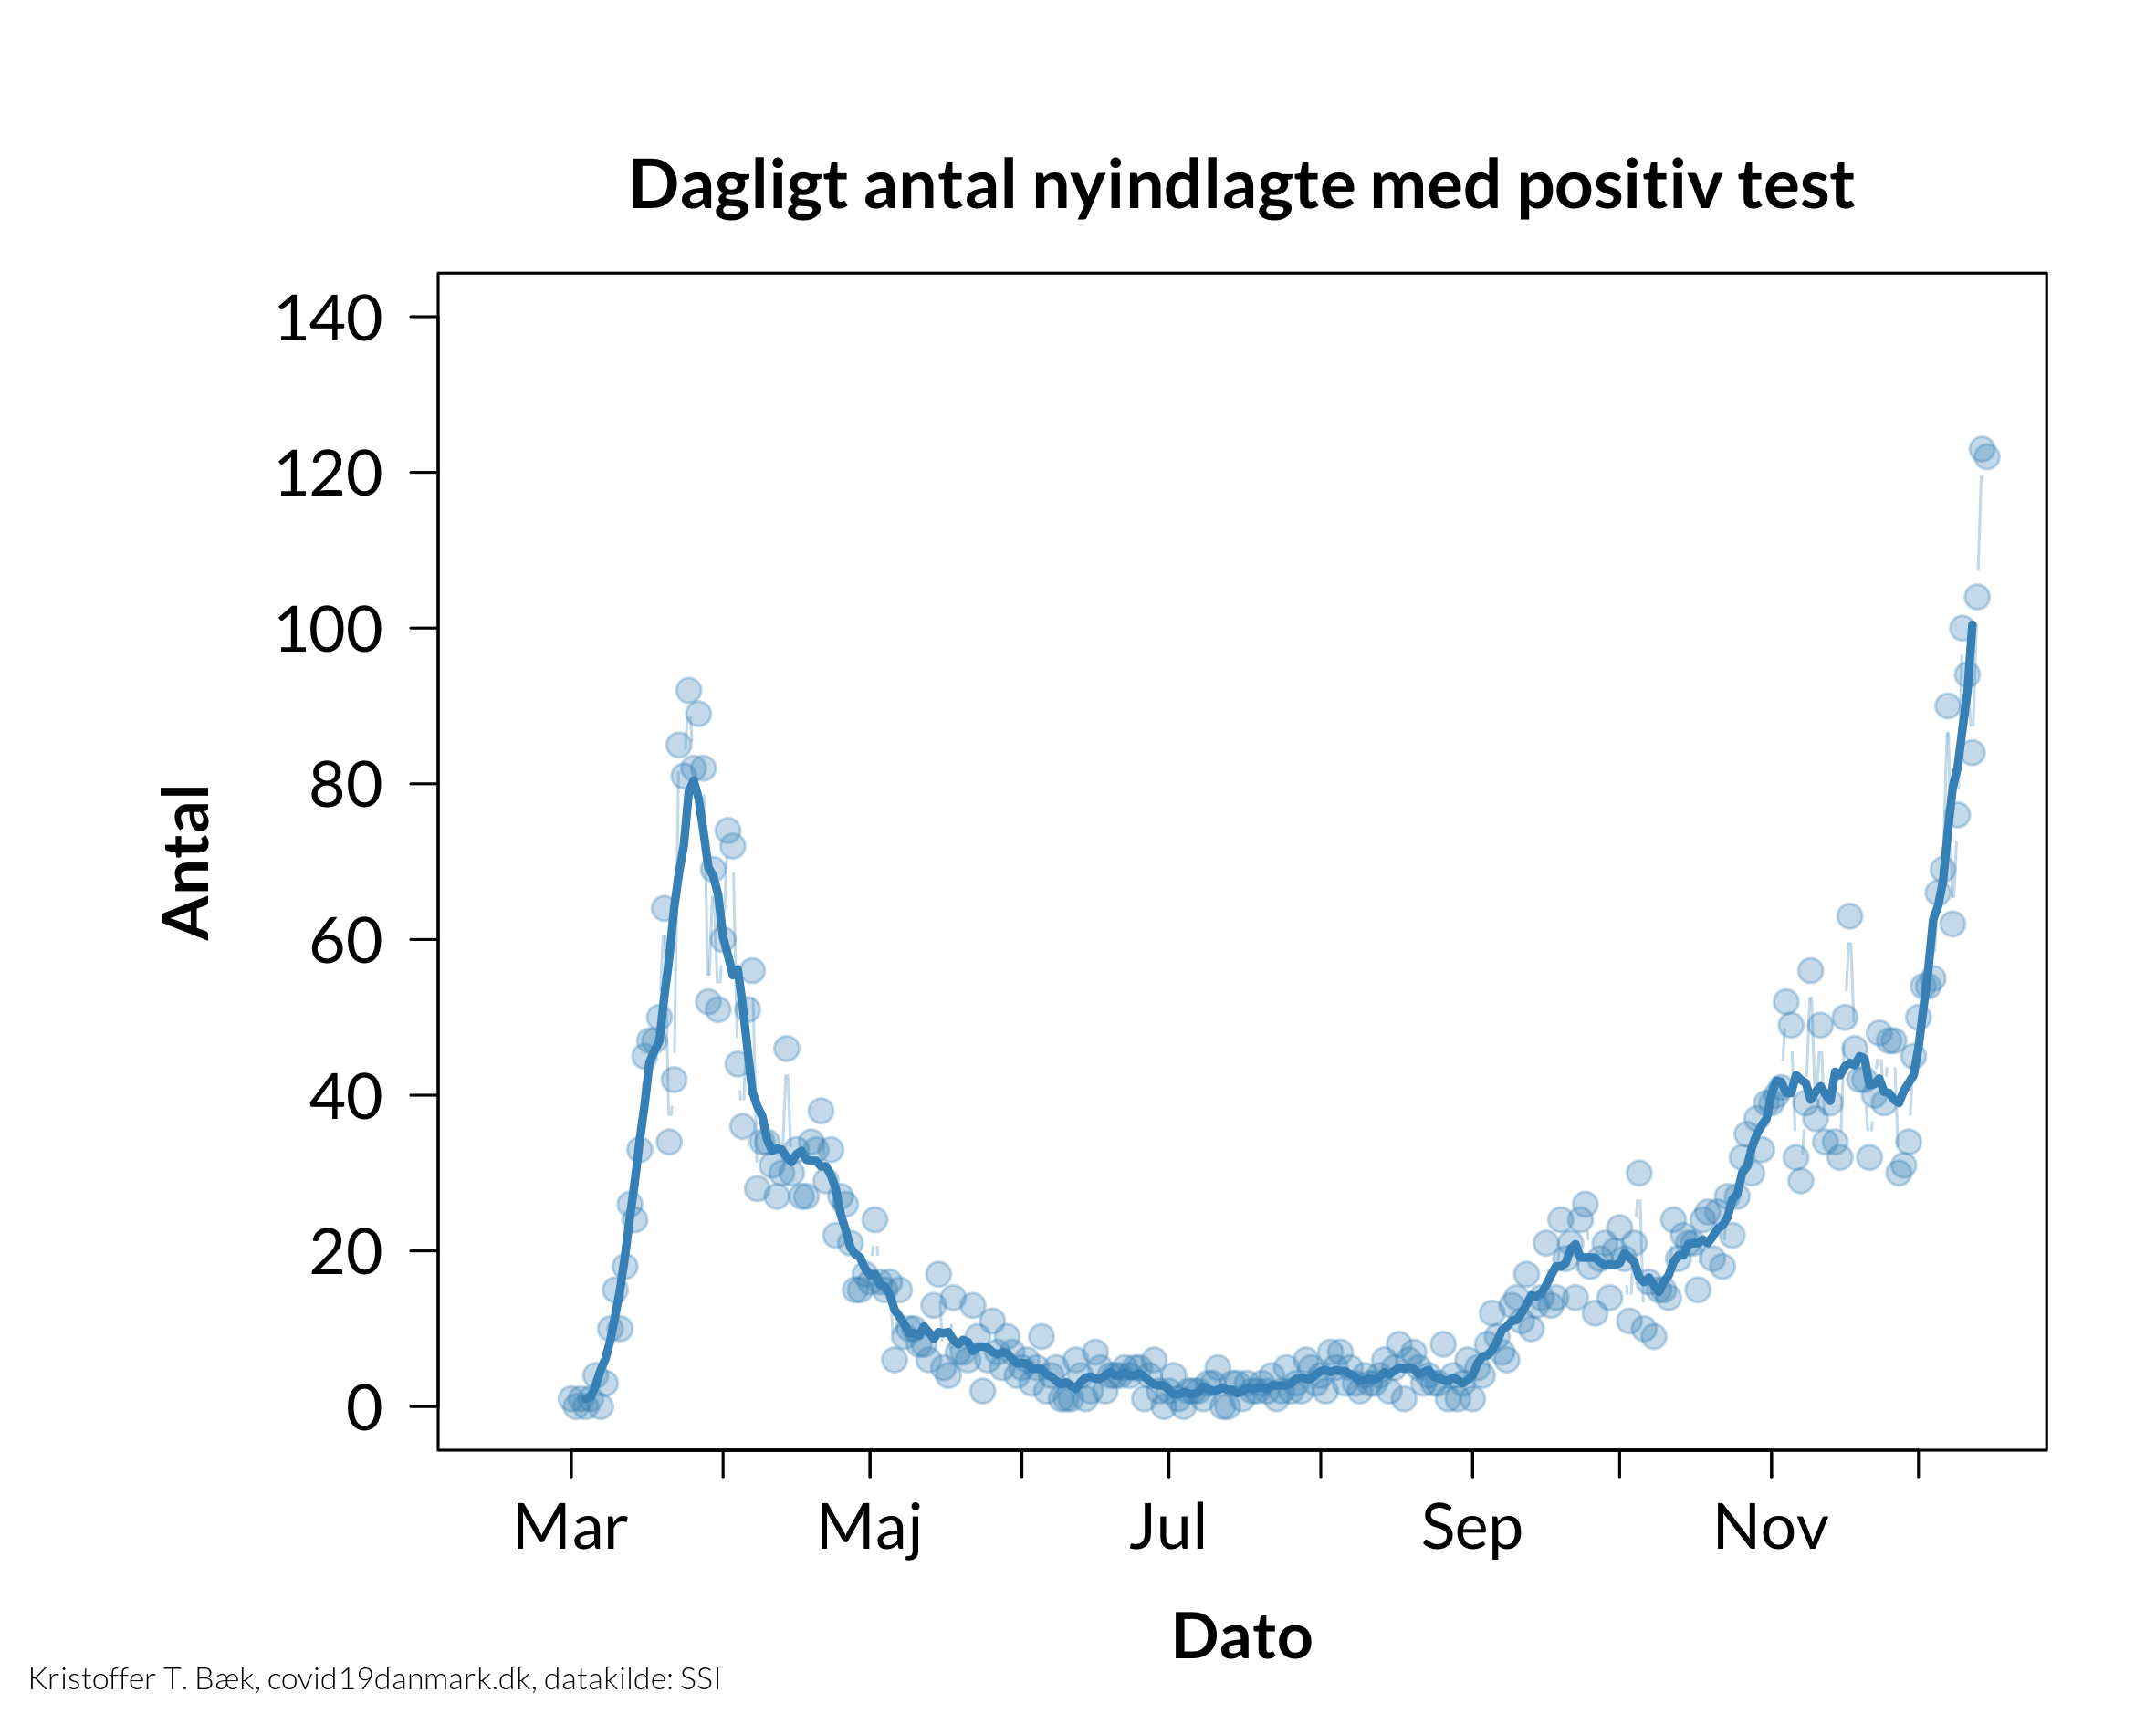 Dagligt antal nyindlagte med positiv test
140
120
100
80
60
40
20
0
Antal
Mar Maj Jul Sep Nov
Dato
Kristoffer T. Bæk, covid19danmark.dk, datakilde: SSI